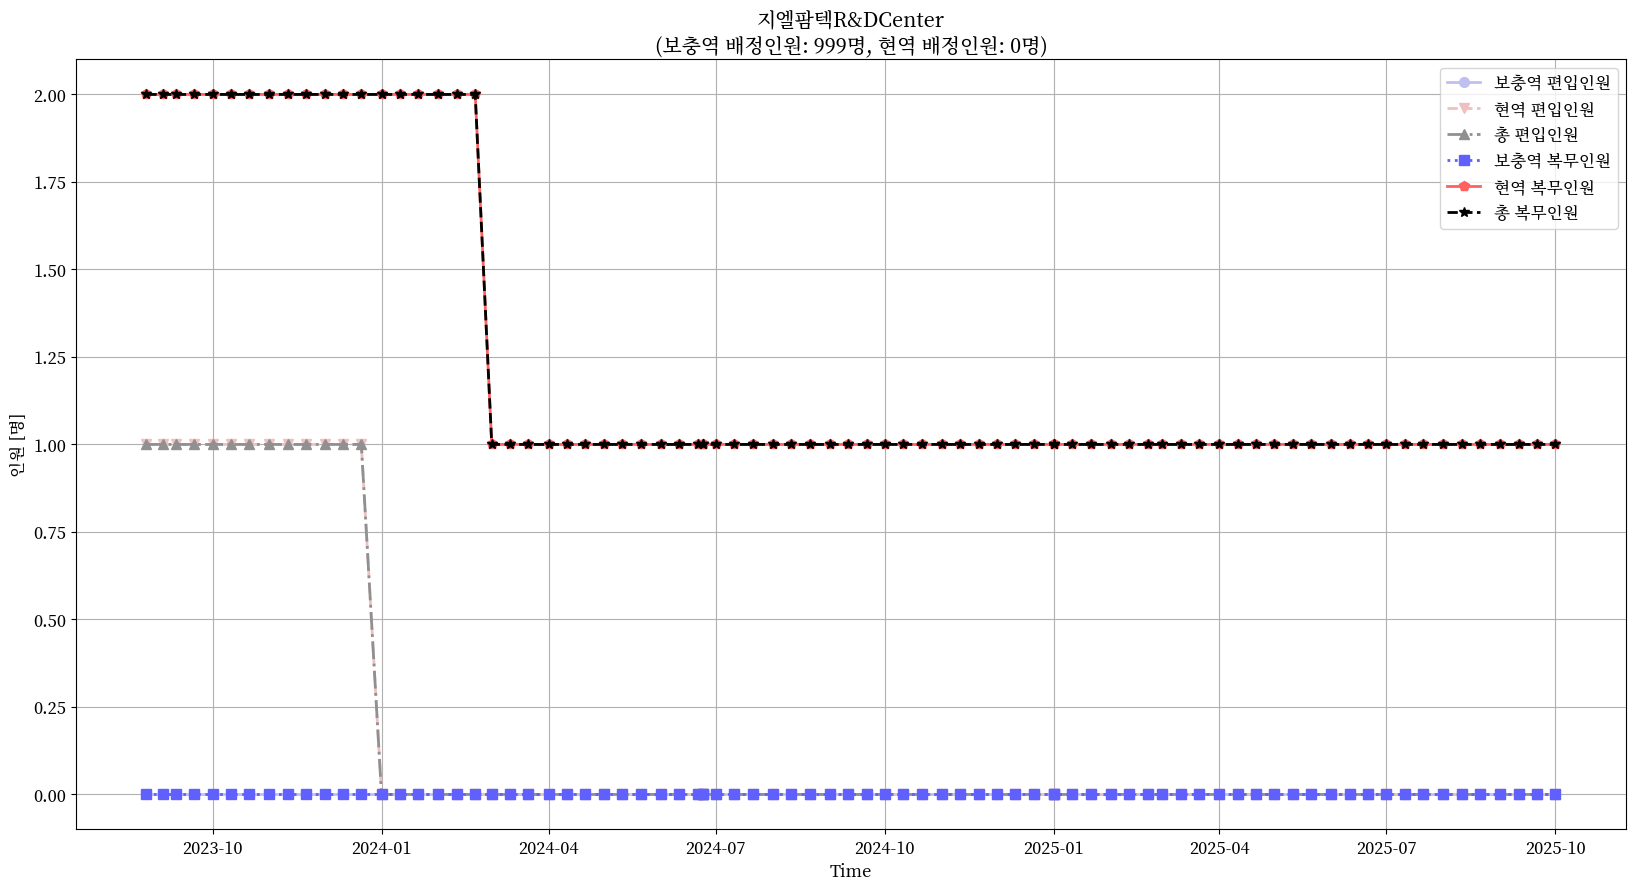 지엘팜텍R&DCenter
(보충역 배정인원: 999명, 현역 배정인원: 0명)
보충역 편입인원
현역 편입인원
총 편입인원
보충역 복무인원
현역 복무인원
총 복무인원
2.00
1.75
1.50
1.25
1.00
0.75
0.50
0.25
0.00
인원 [명]
2023-10
2024-01
2024-04
2024-07
2024-10
2025-01
2025-04
2025-07
2025-10
Time